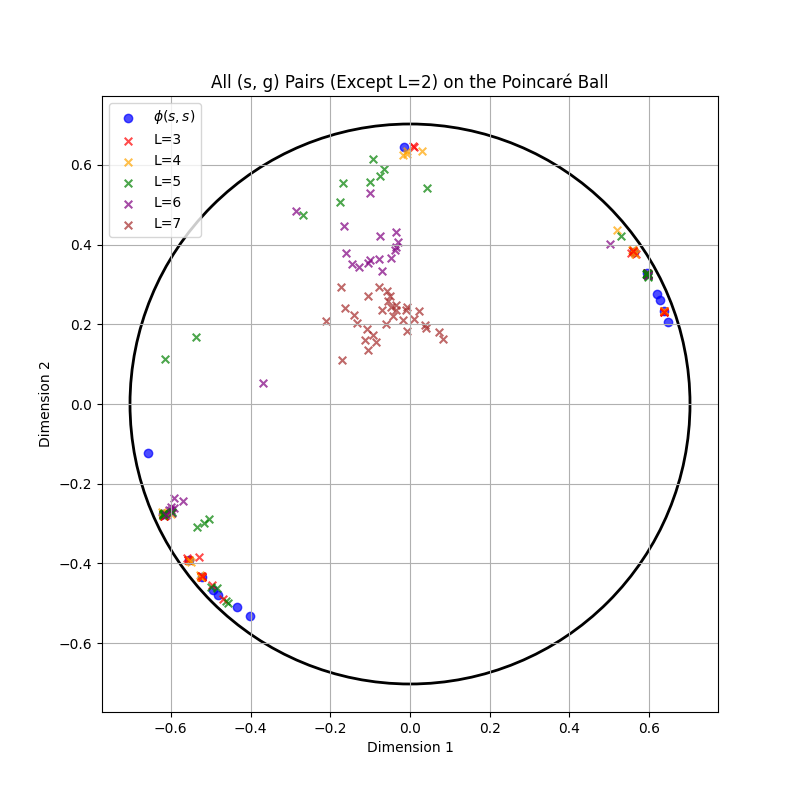 All (s, g) Pairs (Except L=2) on the Poincaré Ball
ϕ(s, s)
L=3
L=4
L=5
L=6
L=7
0.6
0.4
0.2
0.0
−0.2
−0.4
−0.6
Dimension 2
−0.6 −0.4 −0.2 0.0 0.2 0.4 0.6
Dimension 1